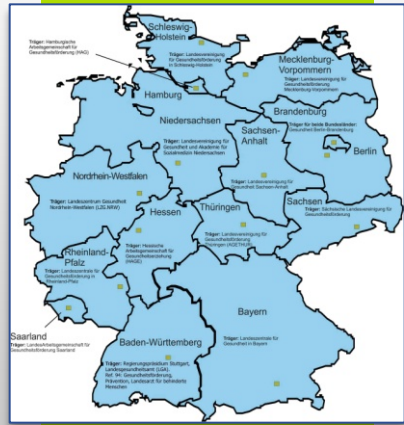 Schleswig-
Holstein
Träger: Landesvereinigung
für Gesundheitsförderung
in Schleswig-Holstein
Träger: Hamburgische
Arbeitsgemeinschaft für
Gesundheitsförderung (HAG)
Hamburg
Mecklenburg-
Vorpommern
Träger: Landesvereinigung für
Gesundheitsförderung
Mecklenburg-Vorpommern
Brandenburg
Träger für beide Bundesländer:
Gesundheit Berlin-Brandenburg
Berlin
Niedersachsen
Träger: Landesvereinigung für
Gesundheit und Akademie für
Sozialmedizin Niedersachsen
Sachsen-
Anhalt
Träger: Landesvereinigung für
Gesundheit Sachsen-Anhalt
Nordrhein-Westfalen
Träger: Landeszentrum Gesundheit
Nordrhein-Westfalen (LZG.NRW)
Hessen
Träger: Hessische
Arbeitsgemeinschaft für
Gesundheitserziehung
(HAGE)
Thüringen
Träger: Landesvereinigung für
Gesundheitsförderung
Thüringen (AGETHUR)
Sachsen
Träger: Sächsische Landesvereinigung für
Gesundheitsförderung
Rheinland-
Pfalz
Träger: Landeszentrale für
Gesundheitsförderung in
Rheinland-Pfalz
Saarland
Träger: LandesArbeitsgemeinschaft für
Gesundheitsförderung Saarland
Baden-Württemberg
Träger: Regierungspräsidium Stuttgart,
Landesgesundheitsamt (LGA),
Ref. 94: Gesundheitsförderung,
Prävention, Landesarzt für behinderte
Menschen
Bayern
Träger: Landeszentrale für
Gesundheit in Bayern